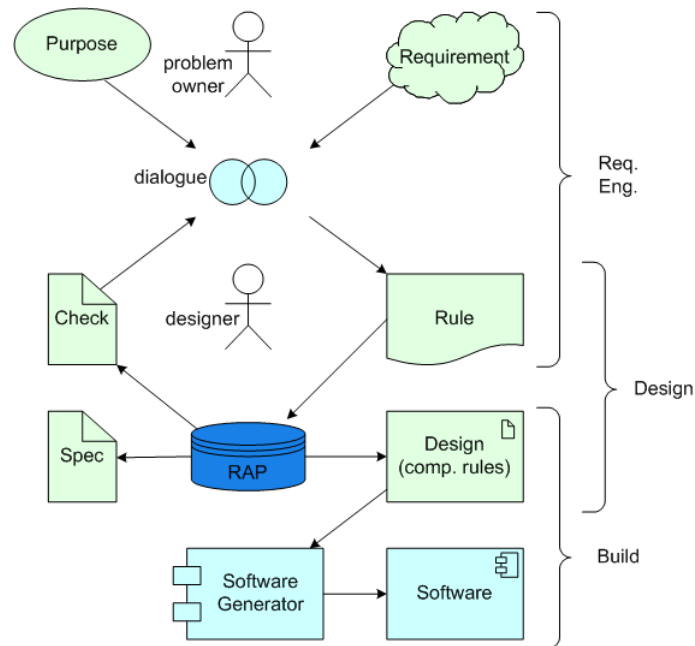 Purpose
problem
owner
Requirement
dialogue
Req.
Eng.
Check
designer
Rule
Design
Spec
RAP
Design
(comp. rules)
Build
Software
Generator
Software